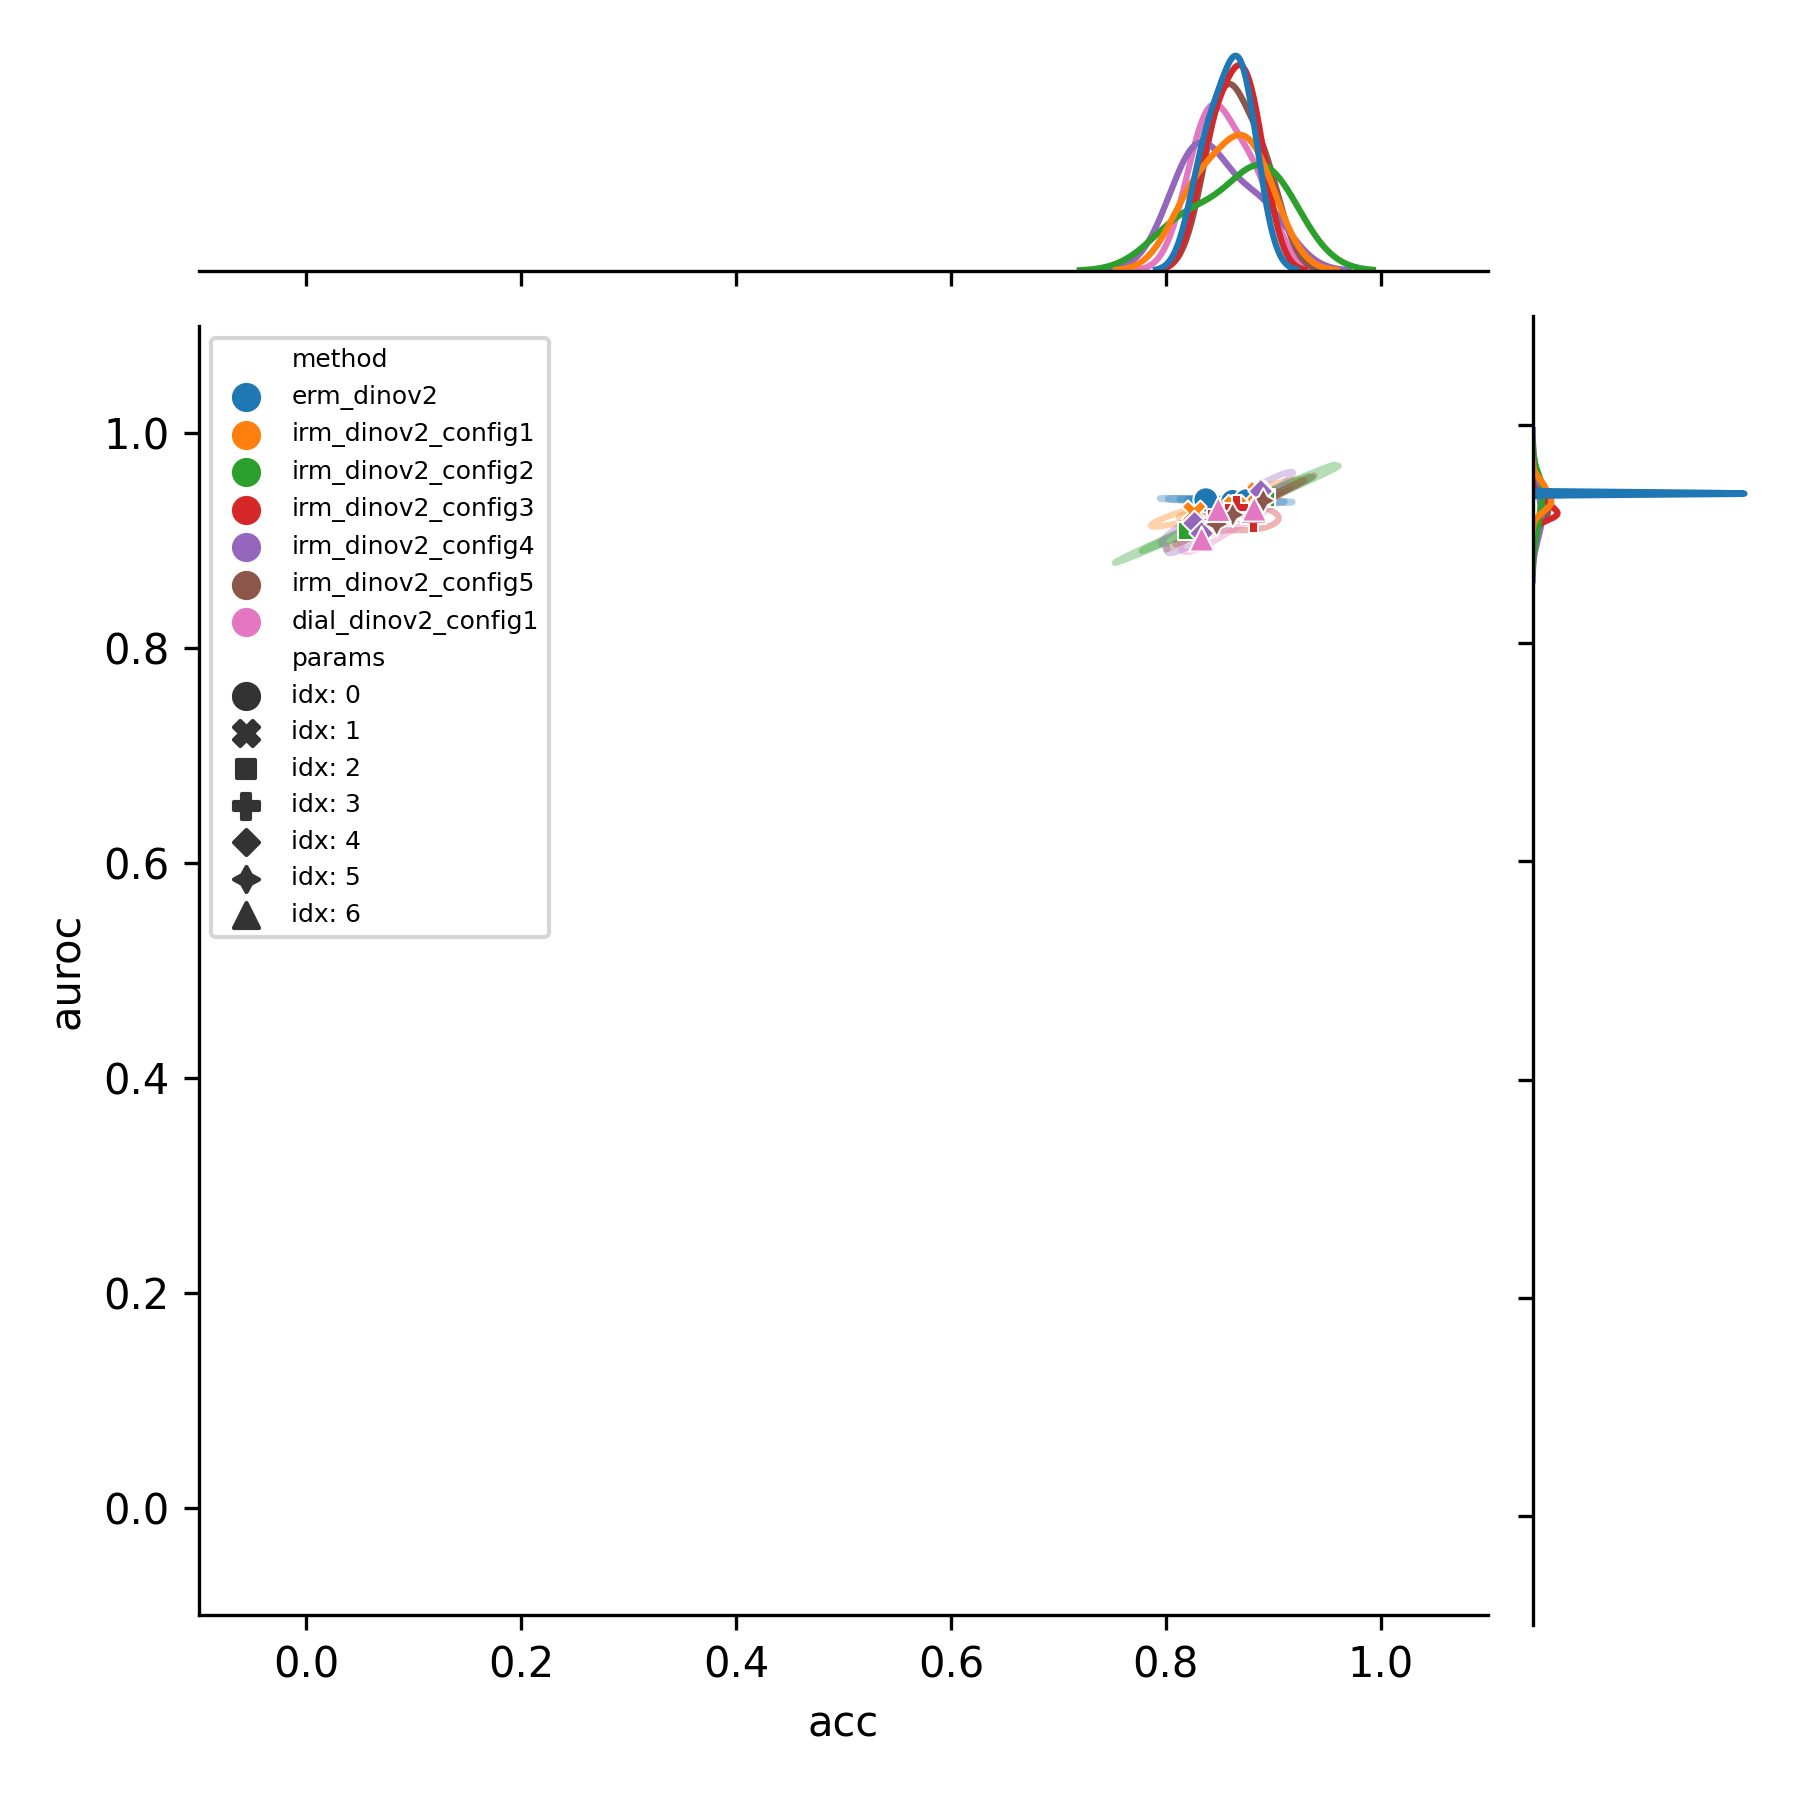 method
erm_dinov2
irm_dinov2_config1
irm_dinov2_config2
irm_dinov2_config3
irm_dinov2_config4
irm_dinov2_config5
dial_dinov2_config1
params
idx: 0
idx: 1
idx: 2
idx: 3
idx: 4
idx: 5
idx: 6
auroc
1.0
0.8
0.6
0.4
0.2
0.0
0.0 0.2 0.4 0.6 0.8 1.0
acc